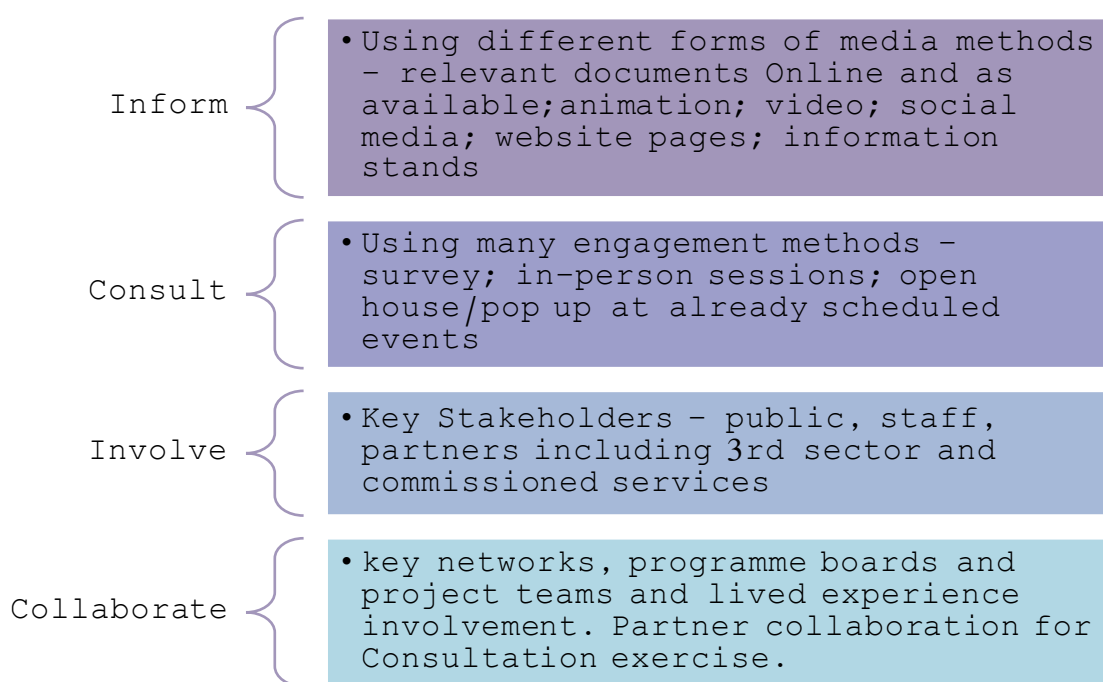 Inform
• Using different forms of media methods
– relevant documents Online and as
available;animation; video; social
media; website pages; information
stands
Consult
• Using many engagement methods –
survey; in-person sessions; open
house/pop up at already scheduled
events
Involve
• Key Stakeholders – public, staff,
partners including 3rd sector and
commissioned services
Collaborate
• key networks, programme boards and
project teams and lived experience
involvement. Partner collaboration for
Consultation exercise.